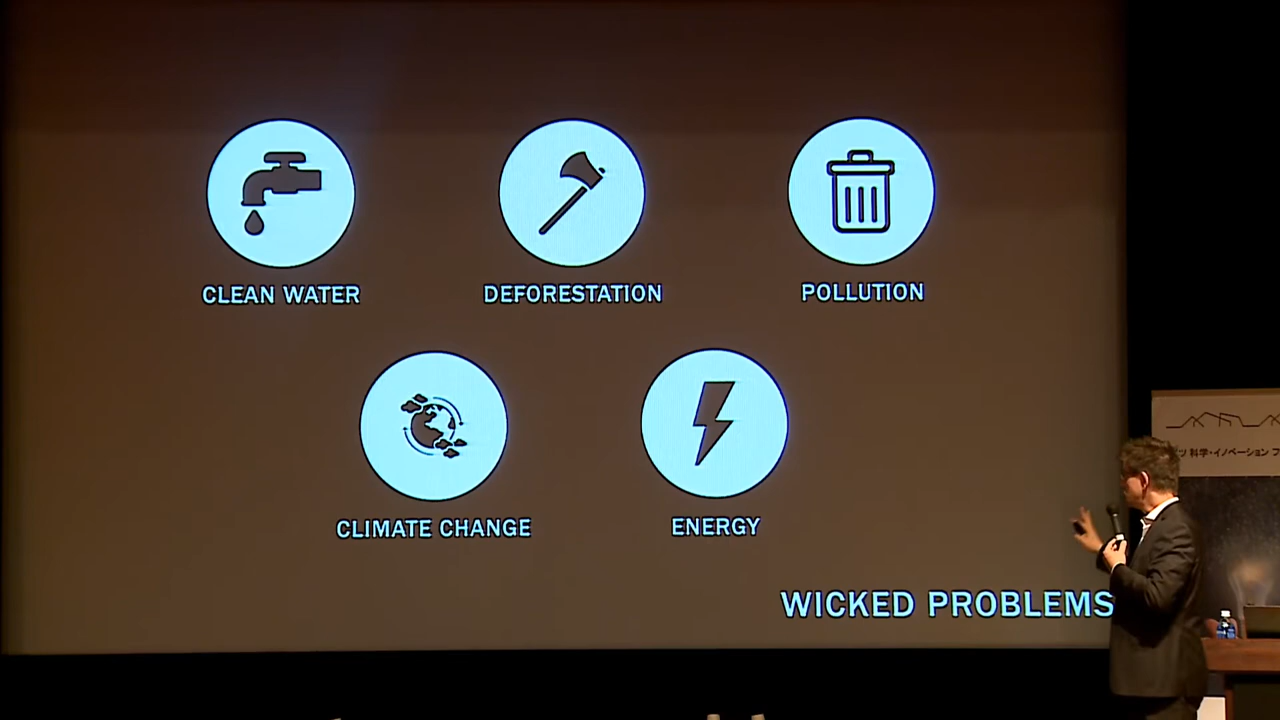 CLEAN WATER
DEFORESTATION
POLLUTION
CLIMATE CHANGE
ENERGY
WICKED PROBLEMS
科学・イノベーション